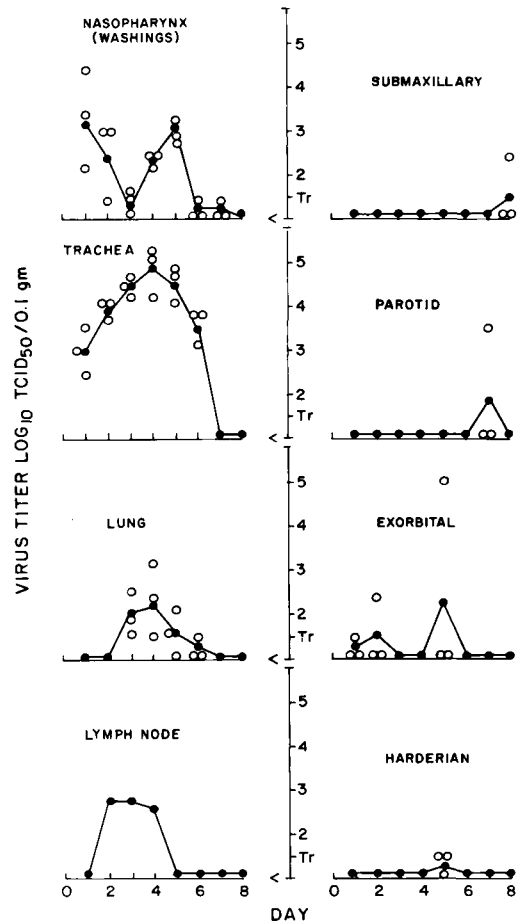 NASOPHARYNX
(WASHINGS)
5
4
3
2
Tr
<
SUBMAXILLARY
TRACHEA
5
4
3
2
Tr
<
PAROTID
VIRUS TITER LOG10 TCID50/0.1 gm
LUNG
5
4
3
2
Tr
<
EXORBITAL
LYMPH NODE
5
4
3
2
Tr
<
HARDERIAN
0 2 4 6 8 0 2 4 6 8
DAY